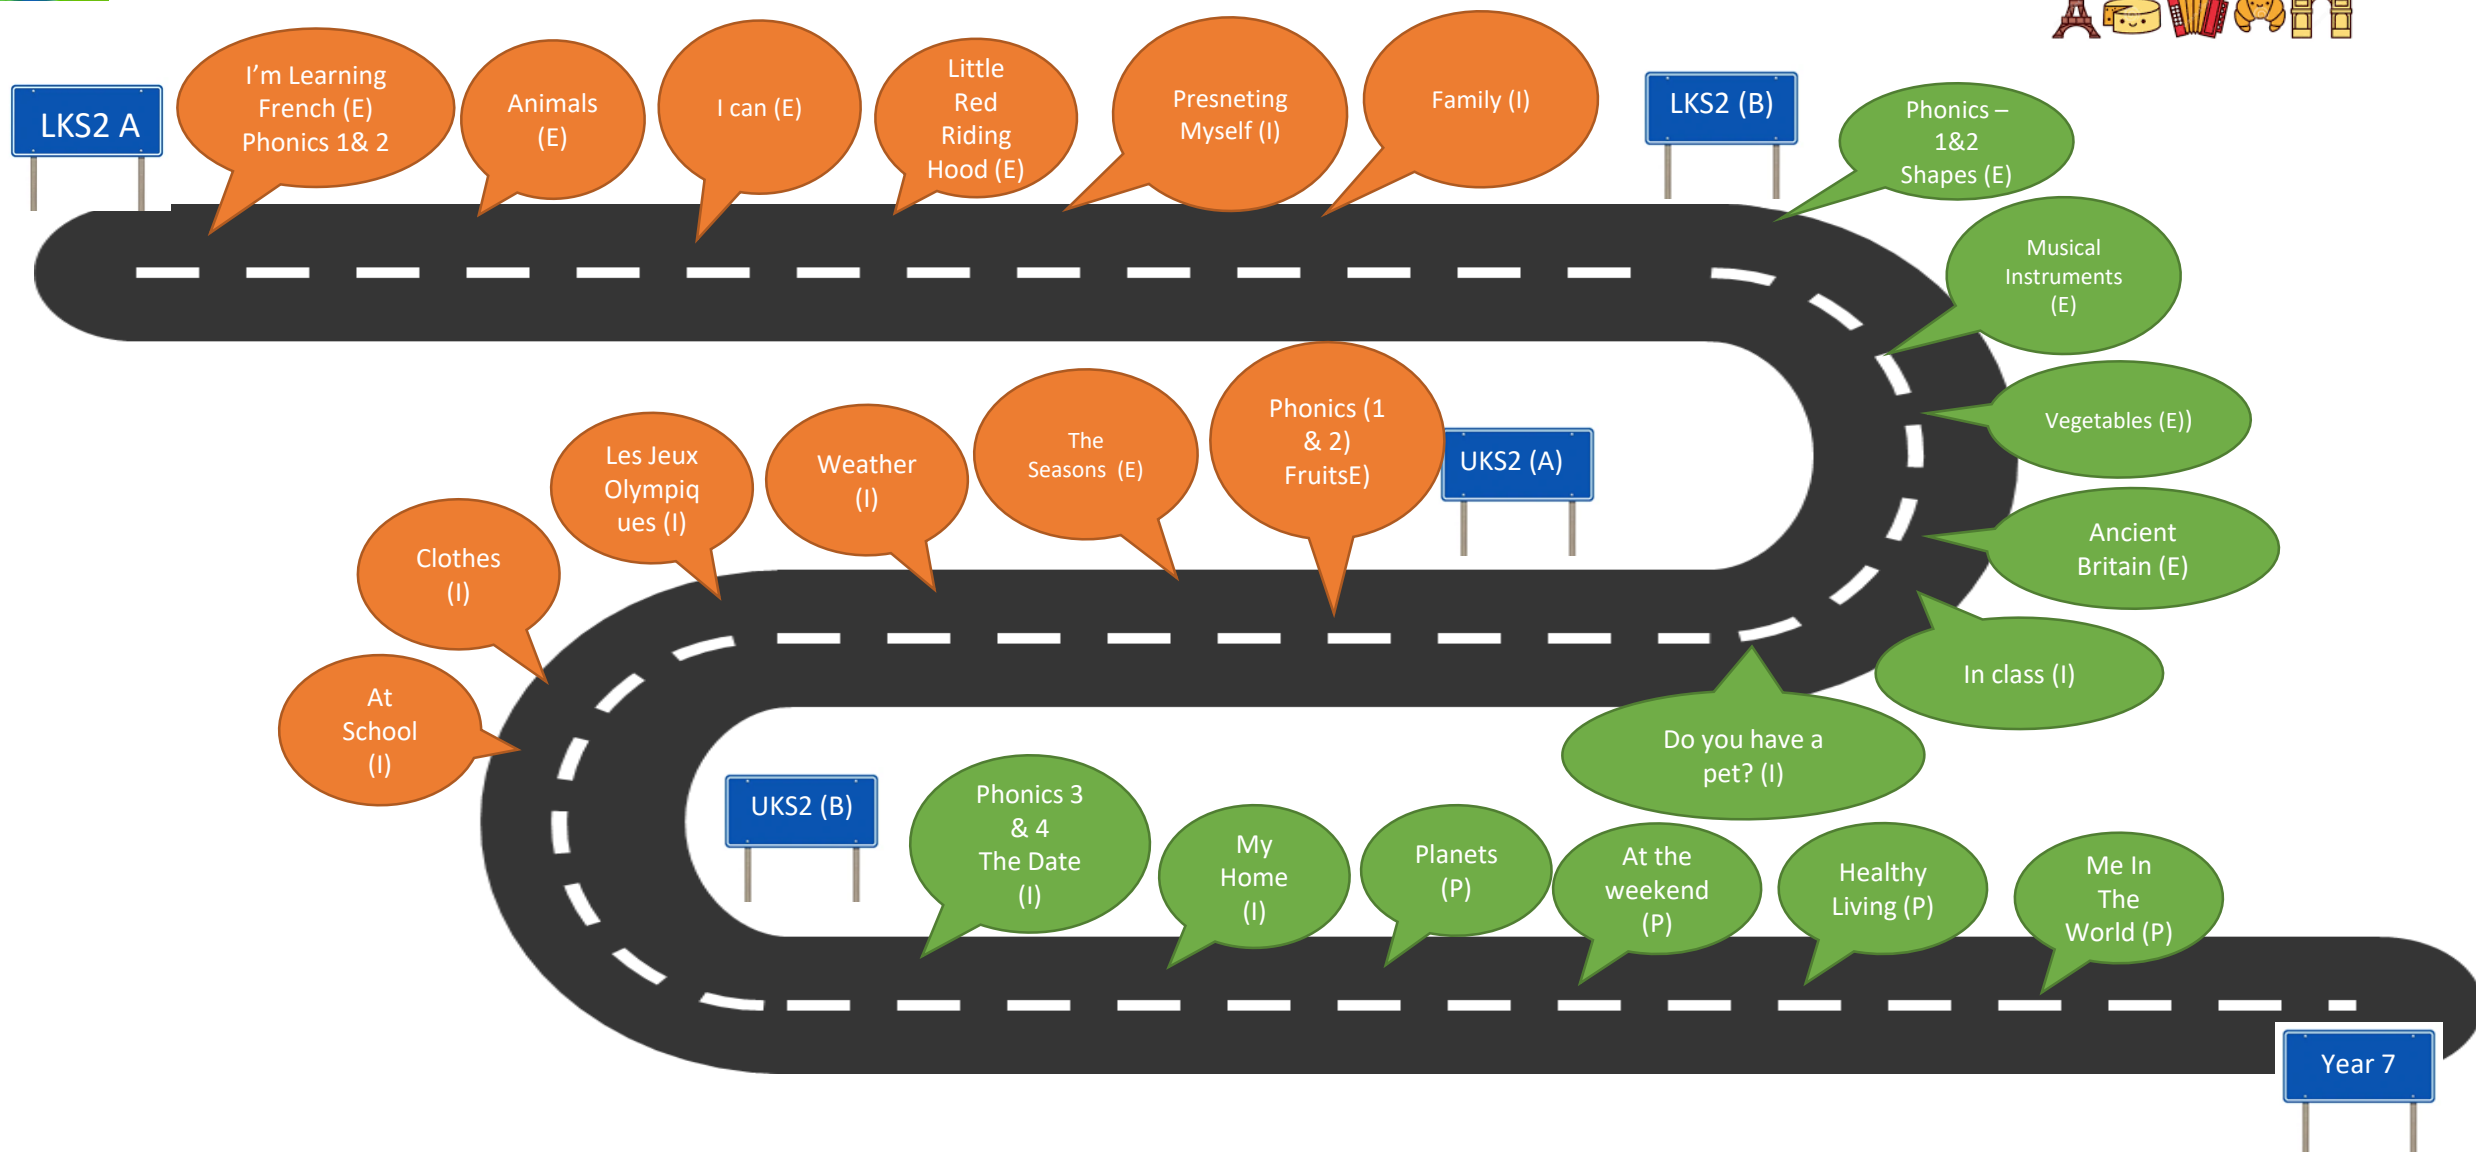 LKS2 A
I'm Learning
French (E)
Phonics 1& 2
Animals
(E)
I can (E)
Little
Red
Riding
Hood (E)
Presneting
Myself (I)
Family (I)
LKS2 (B)
Phonics –
1&2
Shapes (E)
Musical
Instruments
(E)
Vegetables (E))
Ancient
Britain (E)
In class (I)
Do you have a
pet? (I)
UKS2 (A)
Phonics (1
& 2)
FruitsE)
The
Seasons (E)
Weather
(I)
Les Jeux
Olympiq
ues (I)
Clothes
(I)
At
School
(I)
UKS2 (B)
Phonics 3
& 4
The Date
(I)
My
Home
(I)
Planets
(P)
At the
weekend
(P)
Healthy
Living (P)
Me In
The
World (P)
Year 7